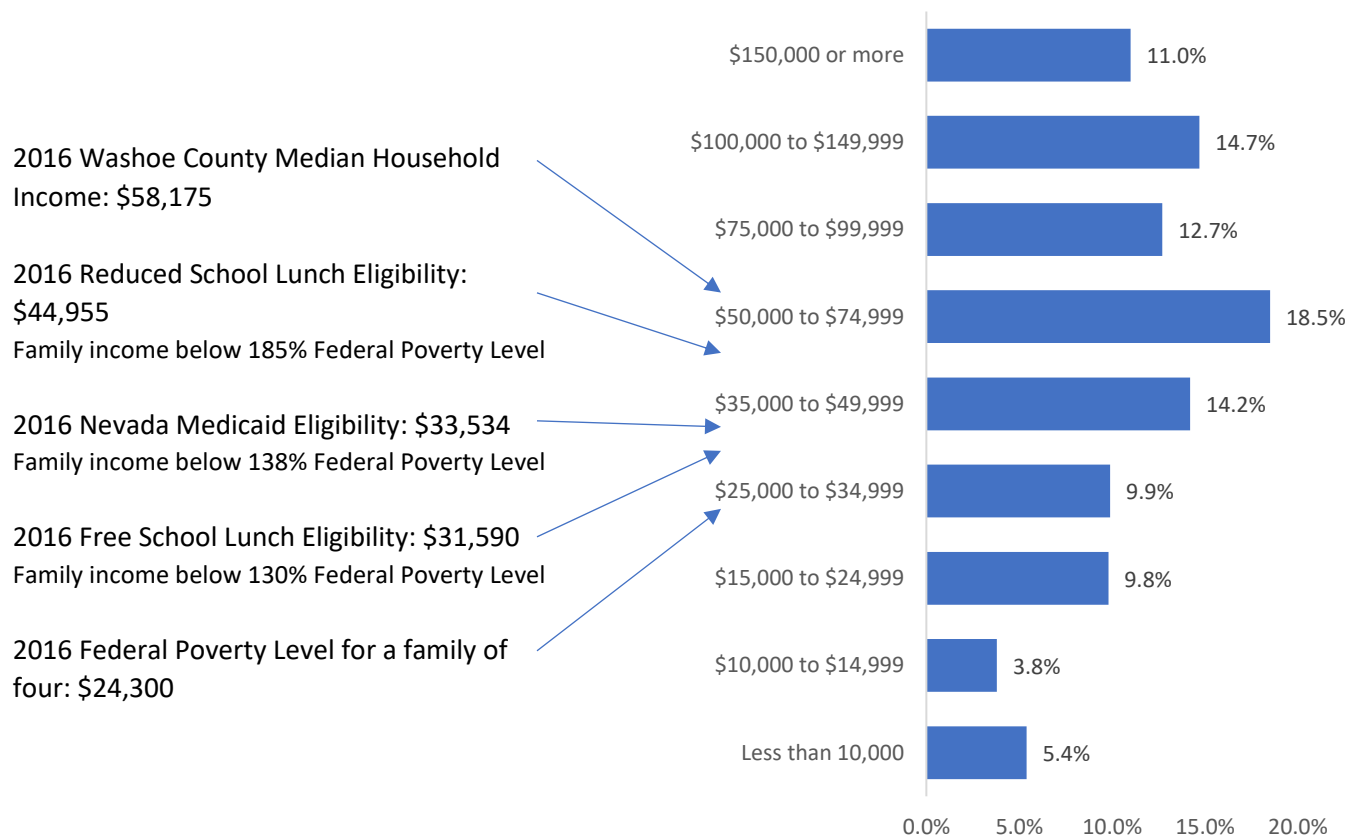 2016 Washoe County Median Household
Income: $58,175
2016 Reduced School Lunch Eligibility:
$44,955
Family income below 185% Federal Poverty Level
2016 Nevada Medicaid Eligibility: $33,534
Family income below 138% Federal Poverty Level
2016 Free School Lunch Eligibility: $31,590
Family income below 130% Federal Poverty Level
2016 Federal Poverty Level for a family of
four: $24,300
$150,000 or more 11.0%
$100,000 to $149,999 14.7%
$75,000 to $99,999 12.7%
$50,000 to $74,999 18.5%
$35,000 to $49,999 14.2%
$25,000 to $34,999 9.9%
$15,000 to $24,999 9.8%
$10,000 to $14,999 3.8%
Less than 10,000 5.4%
0.0% 5.0% 10.0% 15.0% 20.0%